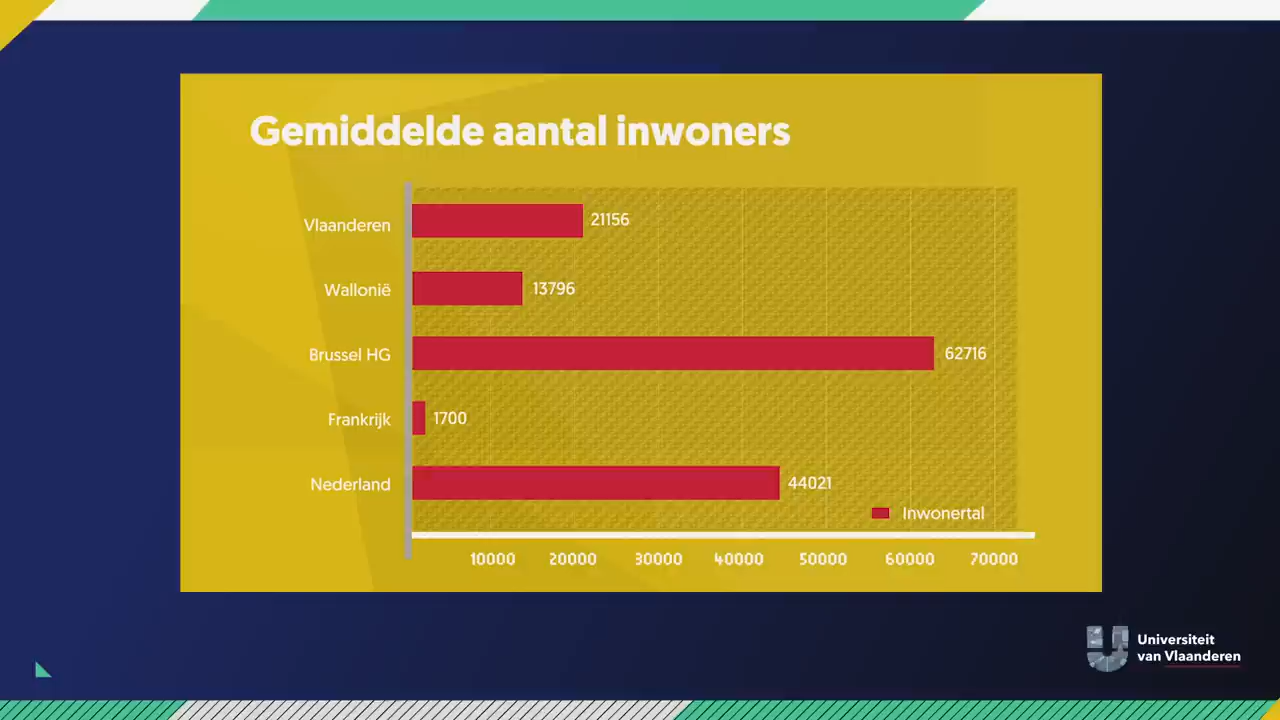 Gemiddelde aantal inwoners
Vlaanderen 21156
Wallonië 13796
Brussel HG 62716
Frankrijk 1700
Nederland 44021
Inwonertal
10000 20000 30000 40000 50000 60000 70000
Universiteit
van Vlaanderen